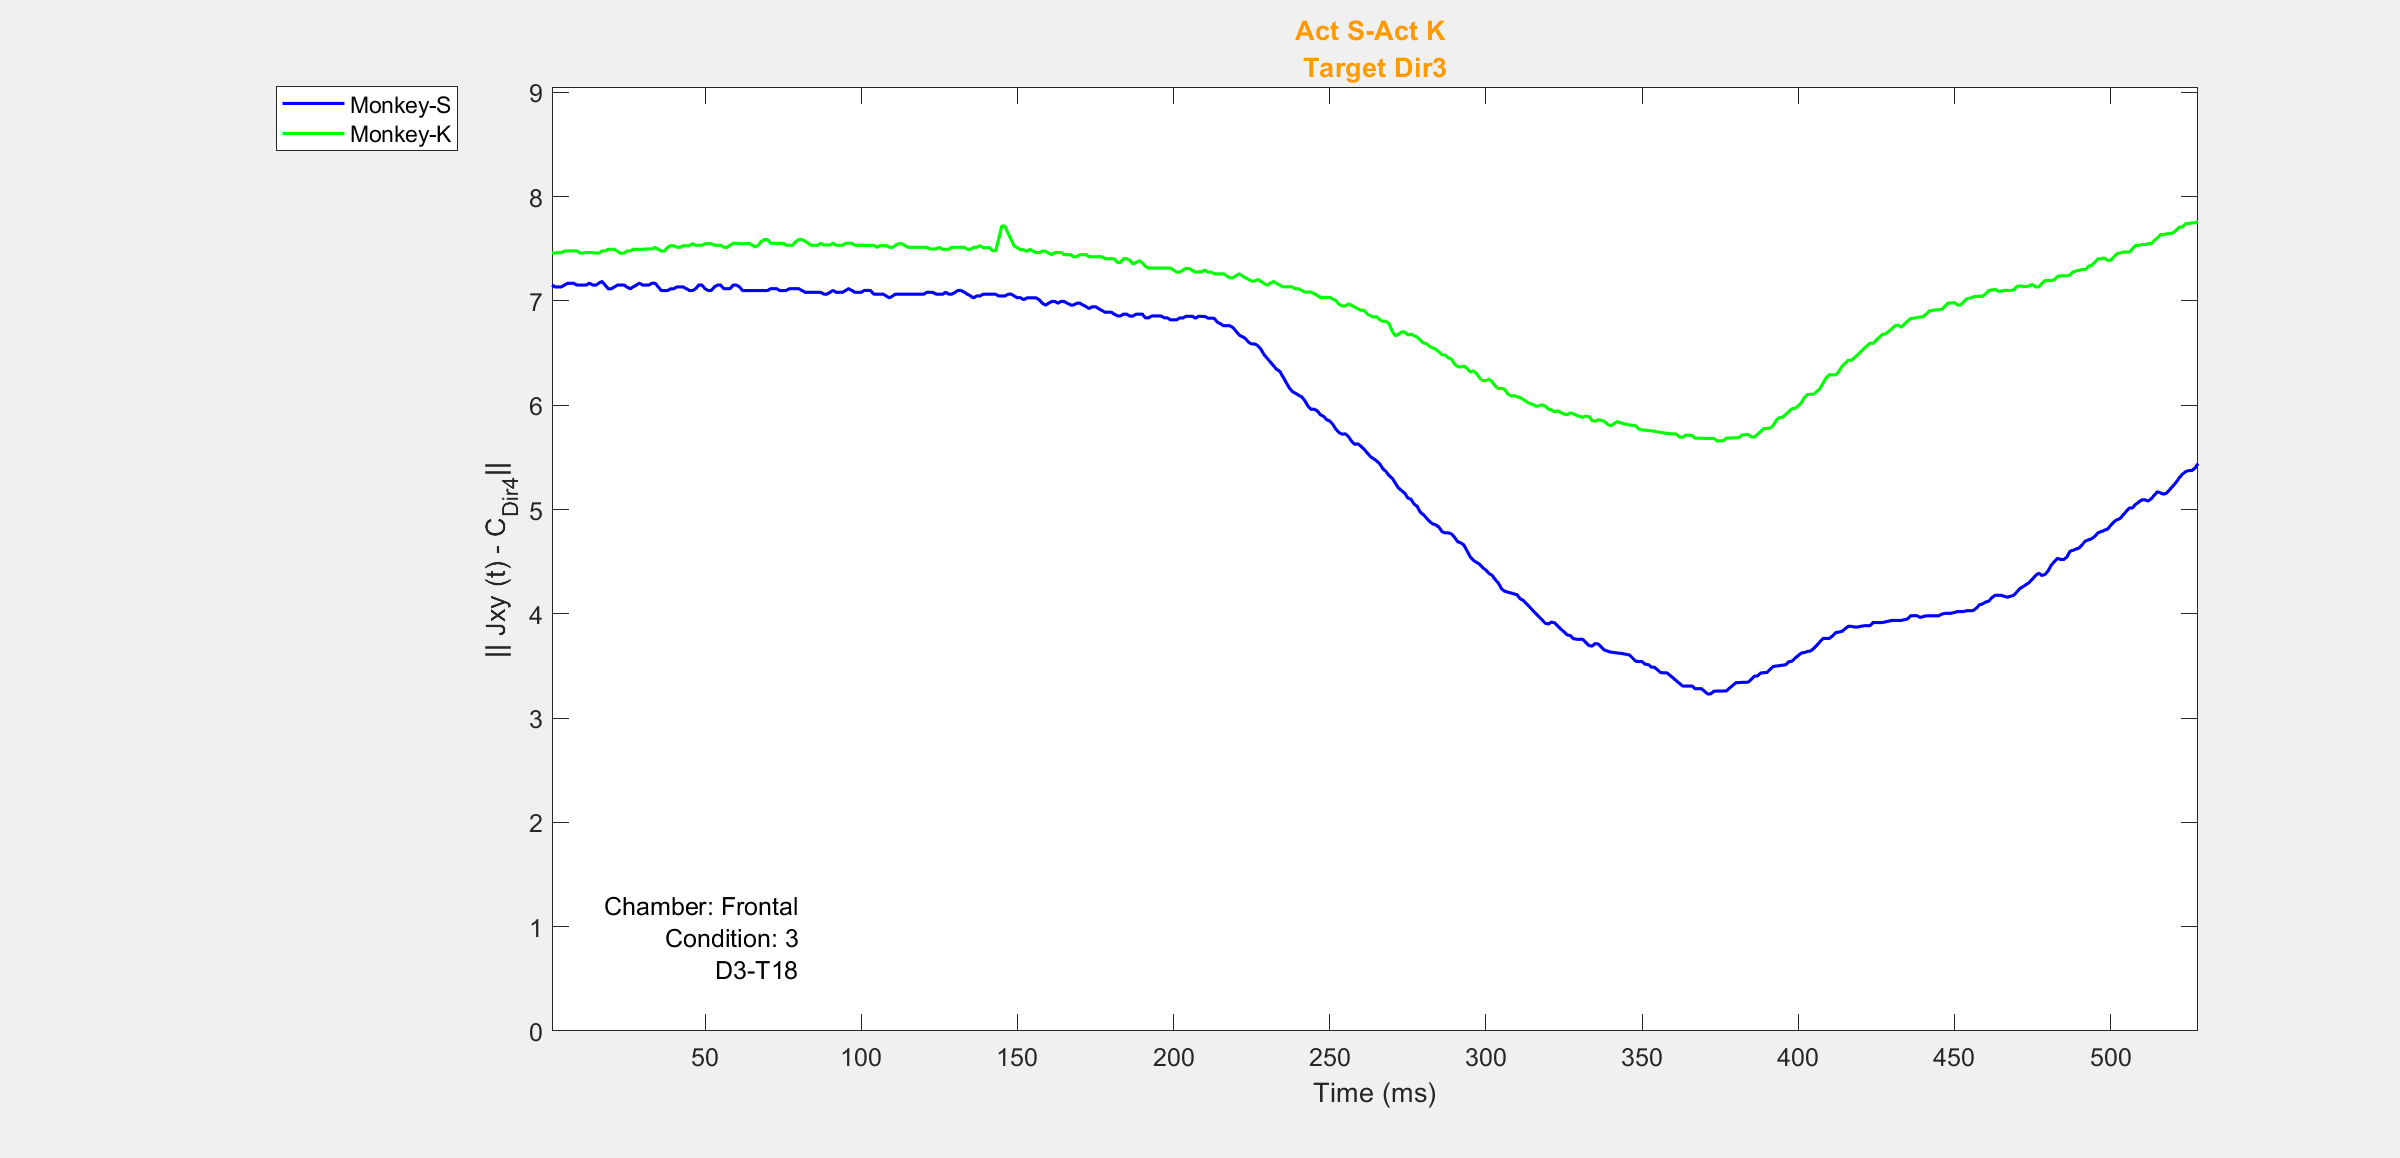 Act S-Act K
Target Dir3
Monkey-S
Monkey-K
9
8
7
6
5
4
3
2
1
0
|| Jxy (t) - C_Dir4||
Chamber: Frontal
Condition: 3
D3-T18
50 100 150 200 250 300 350 400 450 500
Time (ms)